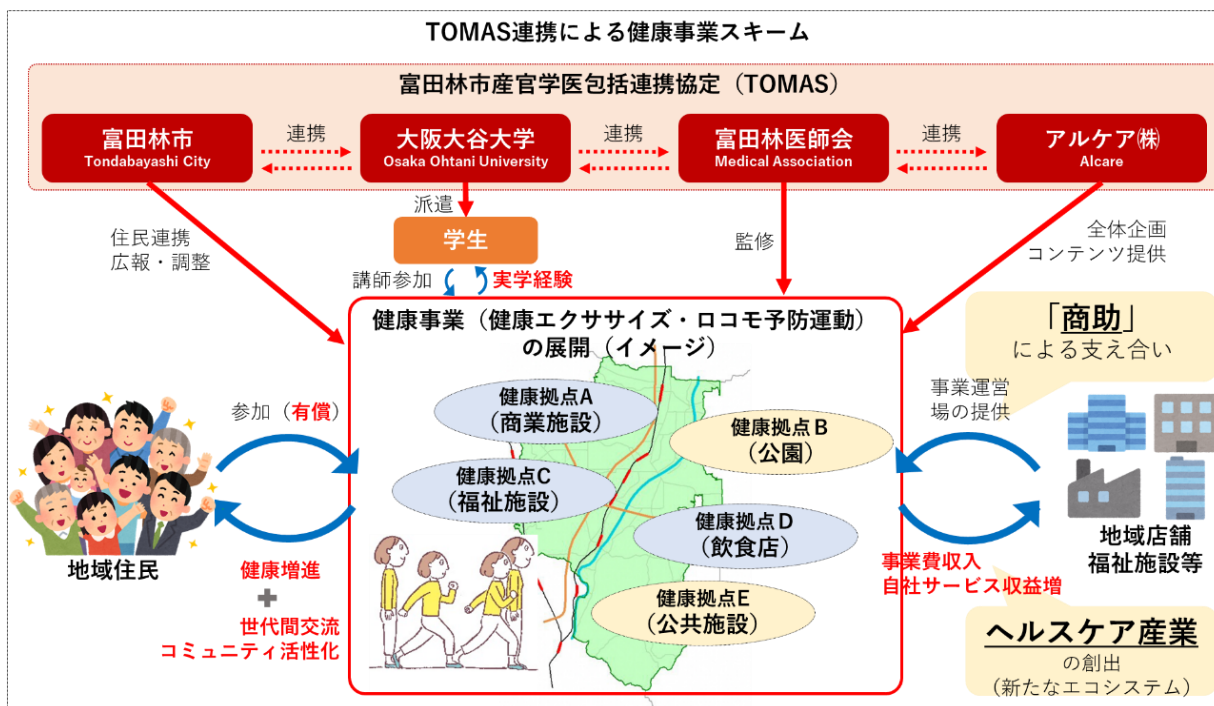 TOMAS連携による健康事業スキーム
富田林市産官学医包括連携協定（TOMAS）
富田林市
Tondabayashi City
連携
大阪大谷大学
Osaka Ohtani University
連携
富田林医師会
Medical Association
連携
アルケア㈱
Alcare
住民連携
広報・調整
派遣
学生
講師参加
実学経験
監修
全体企画
コンテンツ提供
健康事業（健康エクササイズ・ロコモ予防運動）
の展開（イメージ）
健康拠点A
（商業施設）
健康拠点B
（公園）
健康拠点C
（福祉施設）
健康拠点D
（飲食店）
健康拠点E
（公共施設）
参加（有償）
地域住民
健康増進
＋
世代間交流
コミュニティ活性化
「商助」
による支え合い
事業運営
場の提供
地域店舗
福祉施設等
事業費収入
自社サービス収益増
ヘルスケア産業
の創出
（新たなエコシステム）